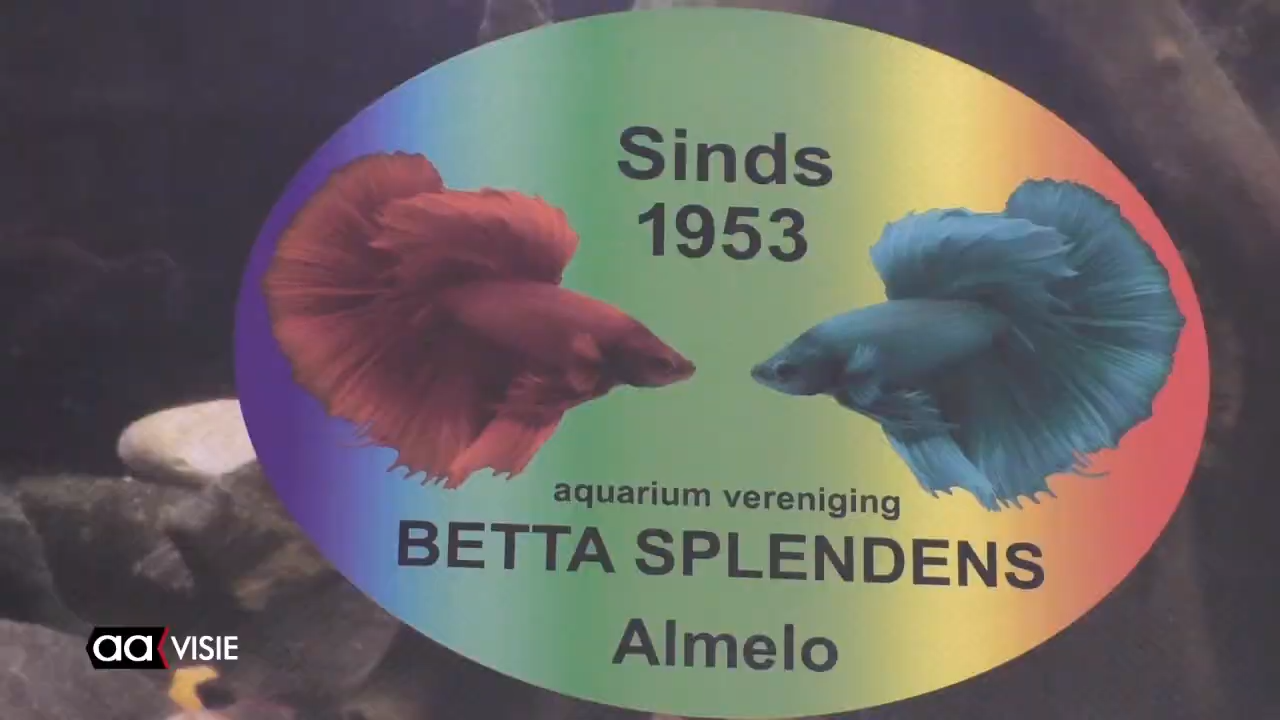 Sinds
1953
aquarium vereniging
BETTA SPLENDENS
Almelo
aa VISIE